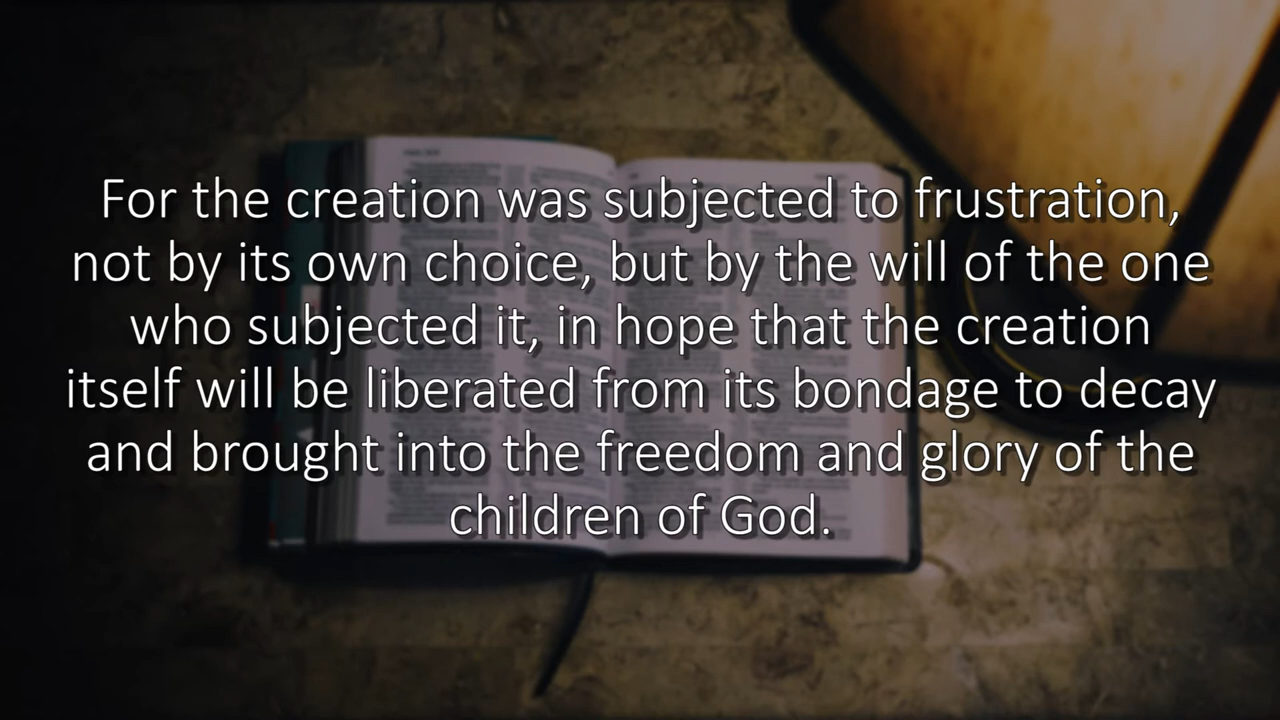 For the creation was subjected to frustration,
not by its own choice, but by the will of the one
who subjected it, in hope that the creation
itself will be liberated from its bondage to decay
and brought into the freedom and glory of the
children of God.